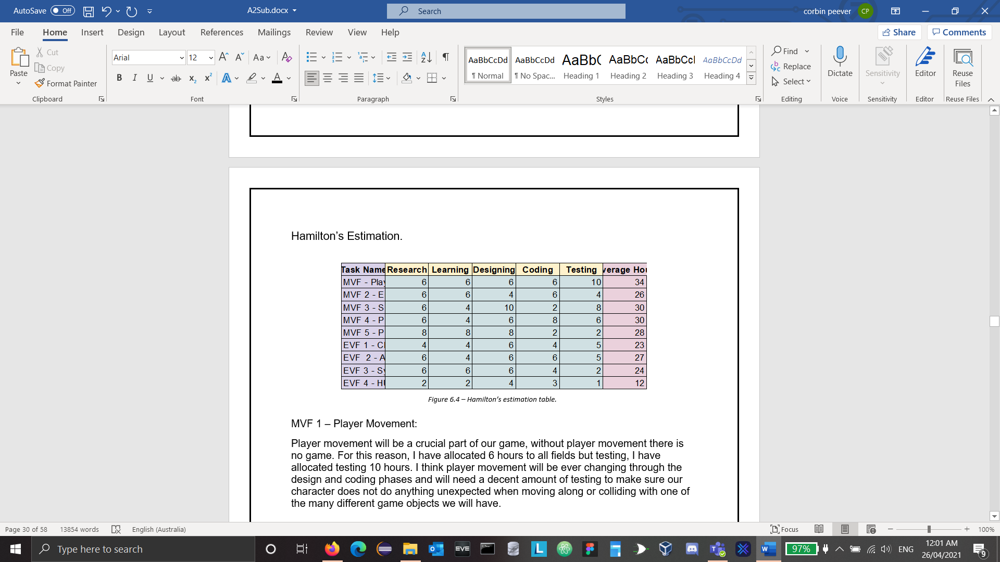 AutoSave Off A2Sub.docx Search corbin peever CP
File Home Insert Design Layout References Mailings Review View Help Share Comments
Paste Cut Copy Format Painter
Arial 12
AaBbCcDd AaBbCcDd AaBbC AaBbCc AaBbCcI AaBbCcDd
¶ Normal ¶ No Spac... Heading 1 Heading 2 Heading 3 Heading 4
Find Replace Select
Dictate Sensitivity Editor Reuse Files
Clipboard Font Paragraph Styles Editing Voice Sensitivity Editor Reuse Files
Hamilton’s Estimation.
Task Name Research Learning Designing Coding Testing verage Hou
MVF - Play 6 6 6 6 10 34
MVF 2 - E 6 6 4 6 4 26
MVF 3 - S 6 4 10 2 8 30
MVF 4 - P 6 4 6 8 6 30
MVF 5 - P 8 8 8 2 2 28
EVF 1 - Cl 4 4 6 4 5 23
EVF 2 - A 6 4 6 6 5 27
EVF 3 - Sy 6 6 6 4 2 24
EVF 4 - HU 2 2 4 3 1 12
Figure 6.4 – Hamilton’s estimation table.
MVF 1 – Player Movement:
Player movement will be a crucial part of our game, without player movement there is
no game. For this reason, I have allocated 6 hours to all fields but testing, I have
allocated testing 10 hours. I think player movement will be ever changing through the
design and coding phases and will need a decent amount of testing to make sure our
character does not do anything unexpected when moving along or colliding with one of
the many different game objects we will have.
Page 30 of 58 13854 words English (Australia) Focus 100%
Type here to search 97% ENG 12:01 AM
26/04/2021 9